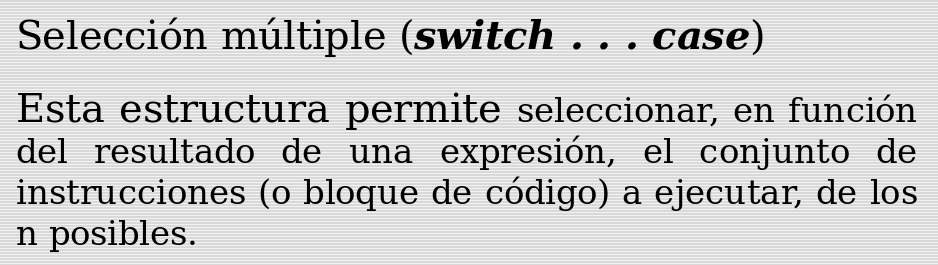 Selección múltiple (switch . . . case)
Esta estructura permite seleccionar, en función
del resultado de una expresión, el conjunto de
instrucciones (o bloque de código) a ejecutar, de los
n posibles.